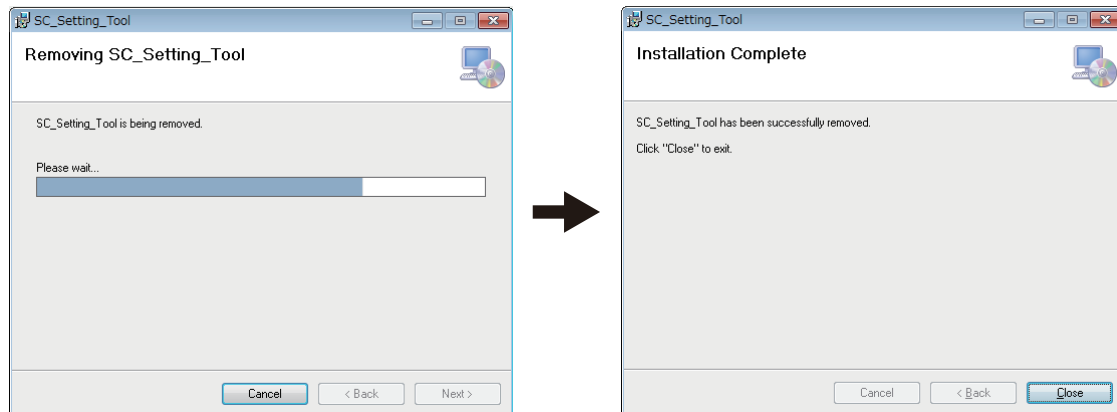 SC_Setting_Tool
Removing SC_Setting_Tool
SC_Setting_Tool is being removed.
Please wait...
Cancel
< Back
Next >
SC_Setting_Tool
Installation Complete
SC_Setting_Tool has been successfully removed.
Click "Close" to exit.
Cancel
< Back
Close